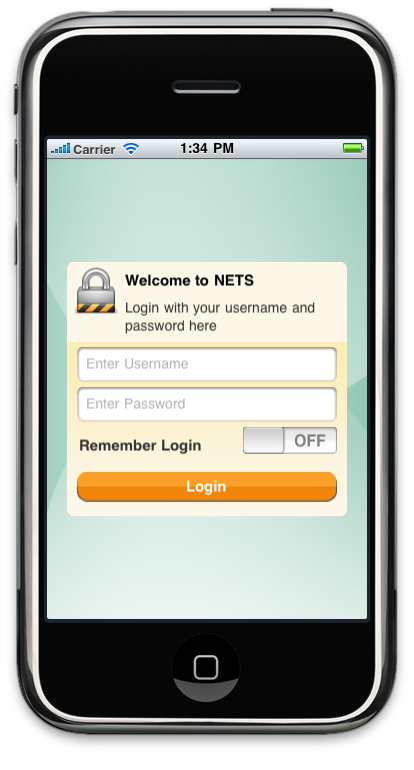 Carrier 1:34 PM
Welcome to NETS
Login with your username and
password here
Enter Username
Enter Password
Remember Login OFF
Login